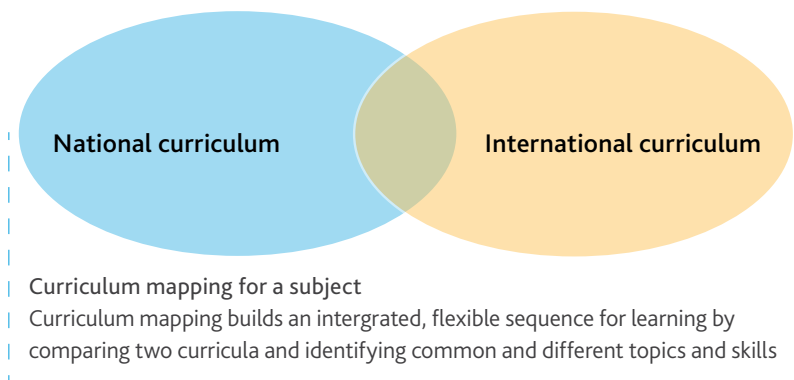 National curriculum
International curriculum
Curriculum mapping for a subject
Curriculum mapping builds an intergrated, flexible sequence for learning by
comparing two curricula and identifying common and different topics and skills